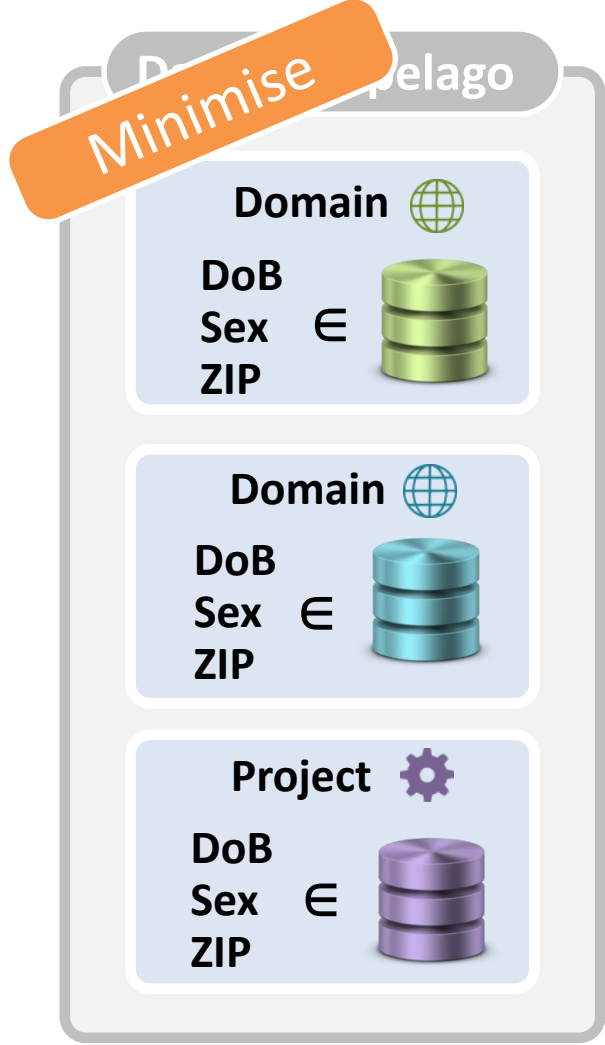 Minimise
Domain
DoB
Sex ∈
ZIP
Domain
DoB
Sex ∈
ZIP
Project
DoB
Sex ∈
ZIP